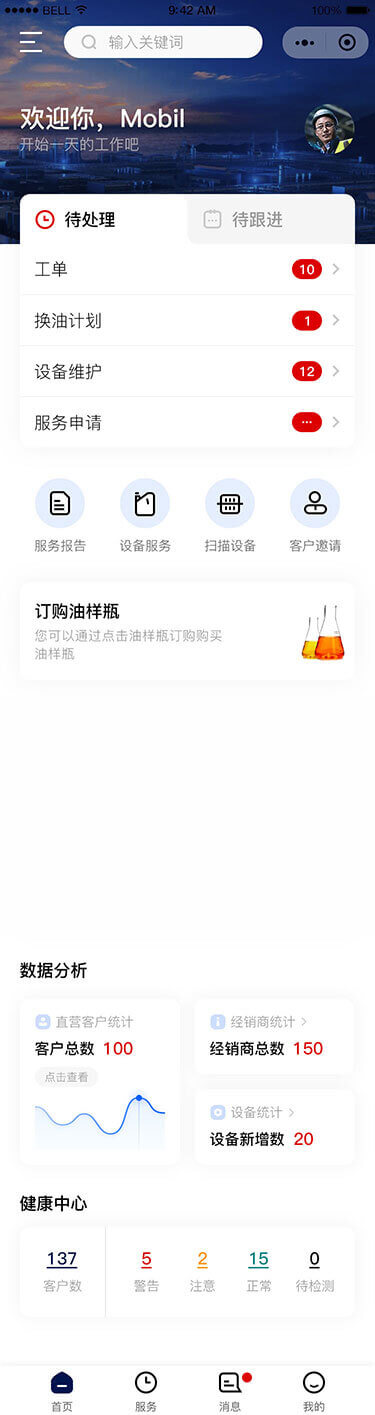 BELL 9:42 AM 100%
输入关键词
欢迎你，Mobil
开始一天的工作吧
待处理 待跟进
工单 10
换油计划 1
设备维护 12
服务申请 ...
服务报告 设备服务 扫描设备 客户邀请
订购油样瓶
您可以通过点击油样瓶订购购买
油样瓶
数据分析
直营客户统计
客户总数 100
点击查看
经销商统计
经销商总数 150
设备统计
设备新增数 20
健康中心
137 5 2 15 0
客户数 警告 注意 正常 待检测
首页 服务 消息 我的